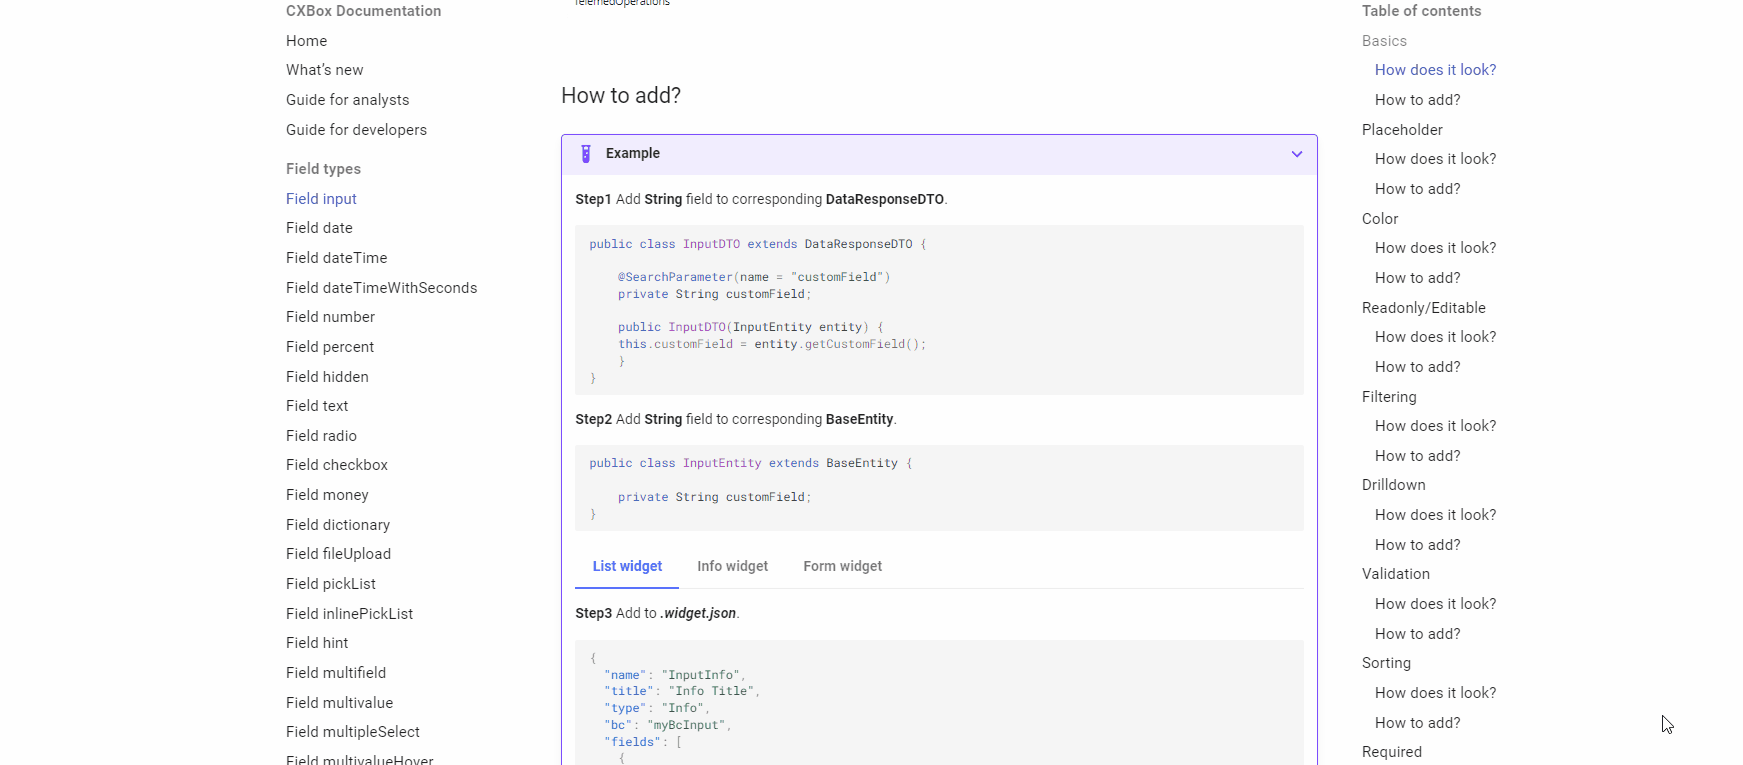 CXBox Documentation
Home
What's new
Guide for analysts
Guide for developers
Field types
Field input
Field date
Field dateTime
Field dateTimeWithSeconds
Field number
Field percent
Field hidden
Field text
Field radio
Field checkbox
Field money
Field dictionary
Field fileUpload
Field pickList
Field inlinePickList
Field hint
Field multifield
Field multivalue
Field multipleSelect
Field multivalueHover
TelemedOperations
How to add?
Example
Step1 Add String field to corresponding DataResponseDTO.
public class InputDTO extends DataResponseDTO {
@SearchParameter(name = "customField")
private String customField;
public InputDTO(InputEntity entity) {
this.customField = entity.getCustomField();
}
}
Step2 Add String field to corresponding BaseEntity.
public class InputEntity extends BaseEntity {
private String customField;
}
List widget Info widget Form widget
Step3 Add to .widget.json.
{
"name": "InputInfo",
"title": "Info Title",
"type": "Info",
"bc": "myBcInput",
"fields": [
{
Table of contents
Basics
How does it look?
How to add?
Placeholder
How does it look?
How to add?
Color
How does it look?
How to add?
Readonly/Editable
How does it look?
How to add?
Filtering
How does it look?
How to add?
Drilldown
How does it look?
How to add?
Validation
How does it look?
How to add?
Sorting
How does it look?
How to add?
Required